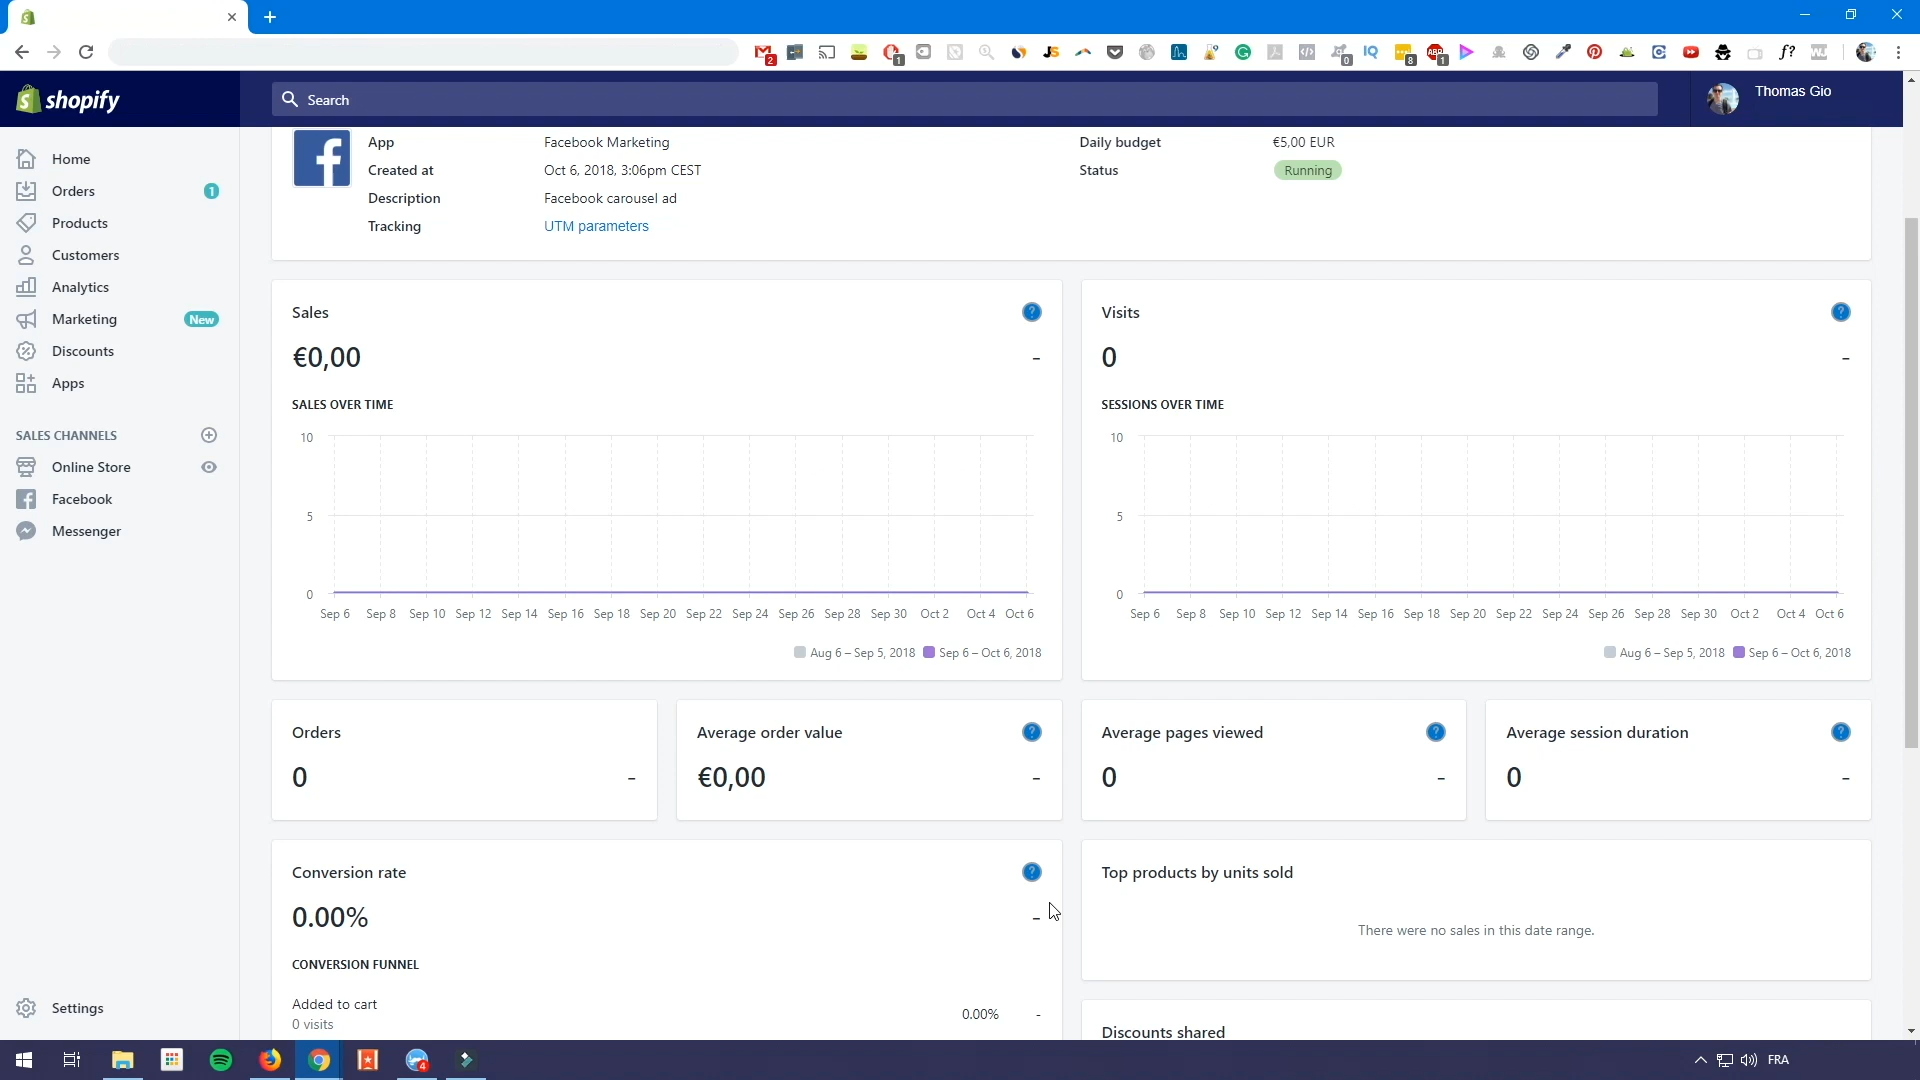 shopify
Search
Thomas Gio
Home
Orders 1
Products
Customers
Analytics
Marketing New
Discounts
Apps
SALES CHANNELS
Online Store
Facebook
Messenger
Settings
App Facebook Marketing
Created at Oct 6, 2018, 3:06pm CEST
Description Facebook carousel ad
Tracking UTM parameters
Daily budget €5,00 EUR
Status Running
Sales ?
€0,00 -
SALES OVER TIME
10
5
0
Sep 6 Sep 8 Sep 10 Sep 12 Sep 14 Sep 16 Sep 18 Sep 20 Sep 22 Sep 24 Sep 26 Sep 28 Sep 30 Oct 2 Oct 4 Oct 6
Aug 6 – Sep 5, 2018 Sep 6 – Oct 6, 2018
Visits ?
0 -
SESSIONS OVER TIME
10
5
0
Sep 6 Sep 8 Sep 10 Sep 12 Sep 14 Sep 16 Sep 18 Sep 20 Sep 22 Sep 24 Sep 26 Sep 28 Sep 30 Oct 2 Oct 4 Oct 6
Aug 6 – Sep 5, 2018 Sep 6 – Oct 6, 2018
Orders
0 -
Average order value ?
€0,00 -
Average pages viewed ?
0 -
Average session duration ?
0 -
Conversion rate ?
0.00% -
CONVERSION FUNNEL
Added to cart
0 visits
0.00% -
Top products by units sold
There were no sales in this date range.
Discounts shared
FRA